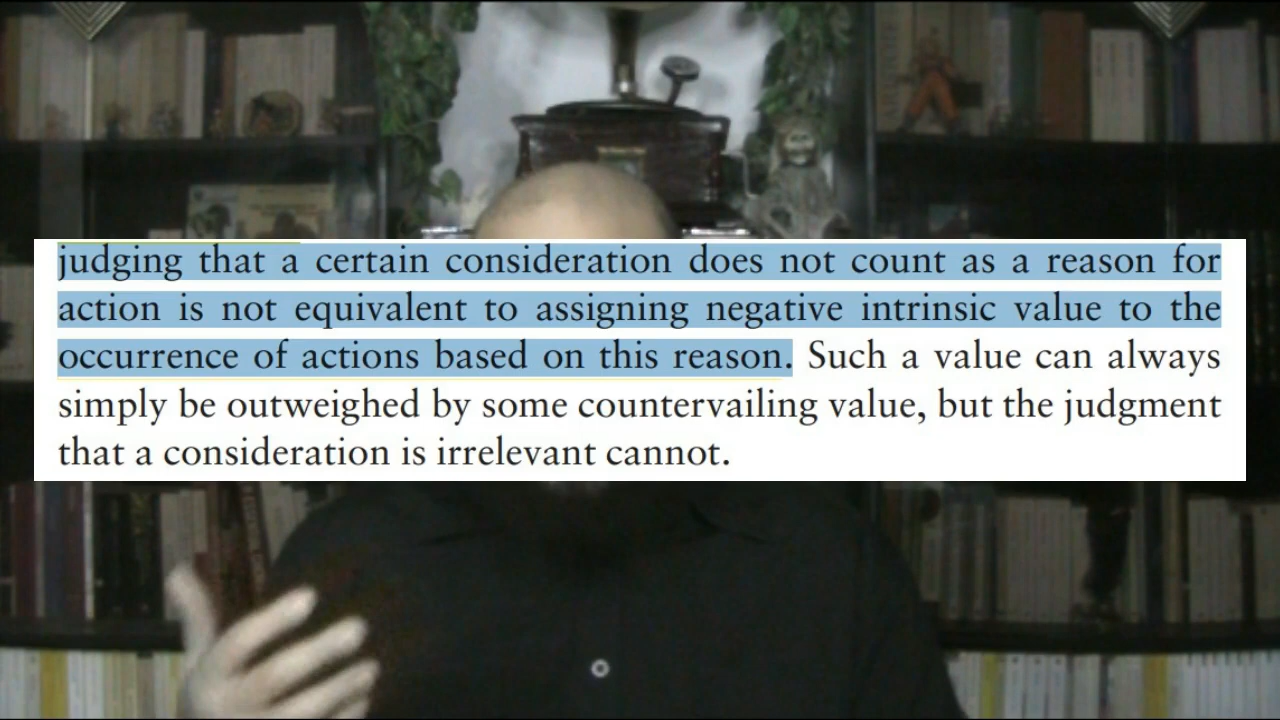 judging that a certain consideration does not count as a reason for
action is not equivalent to assigning negative intrinsic value to the
occurrence of actions based on this reason. Such a value can always
simply be outweighed by some countervailing value, but the judgment
that a consideration is irrelevant cannot.